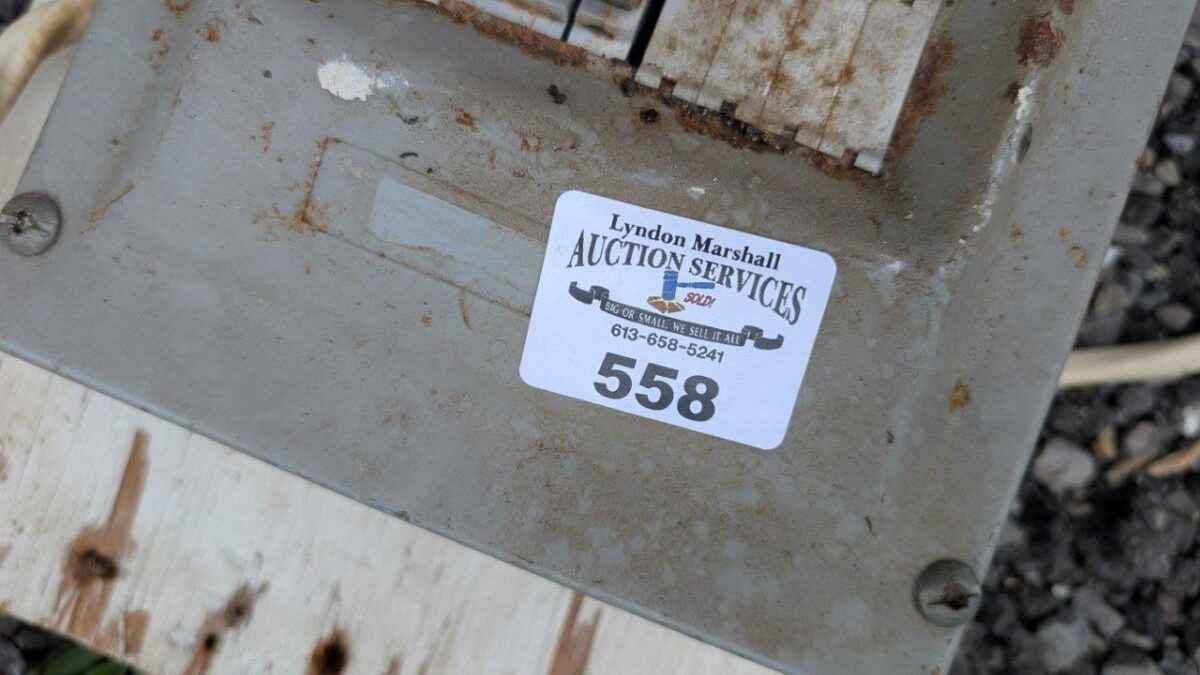 Lyndon Marshall
AUCTION SERVICES
SOLD!
BIG OR SMALL, WE SELL IT ALL
613-658-5241
558